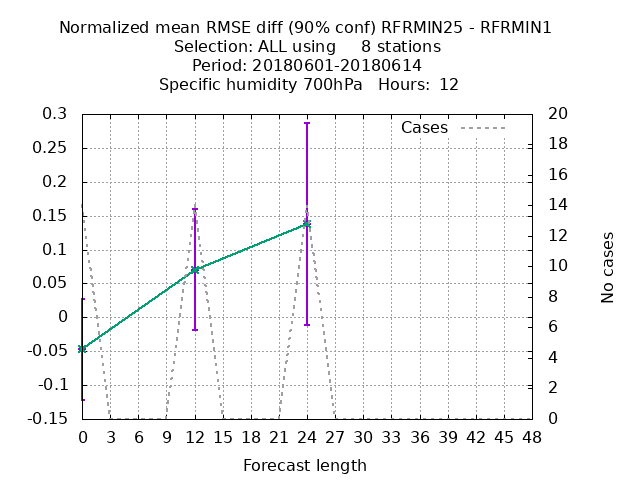 Normalized mean RMSE diff (90% conf) RFRMIN25 - RFRMIN1
Selection: ALL using     8 stations
Period: 20180601-20180614
Specific humidity 700hPa   Hours:  12
Cases
0.3
0.25
0.2
0.15
0.1
0.05
0
-0.05
-0.1
-0.15
20
18
16
14
12
10
8
6
4
2
0
No cases
0 3 6 9 12 15 18 21 24 27 30 33 36 39 42 45 48
Forecast length